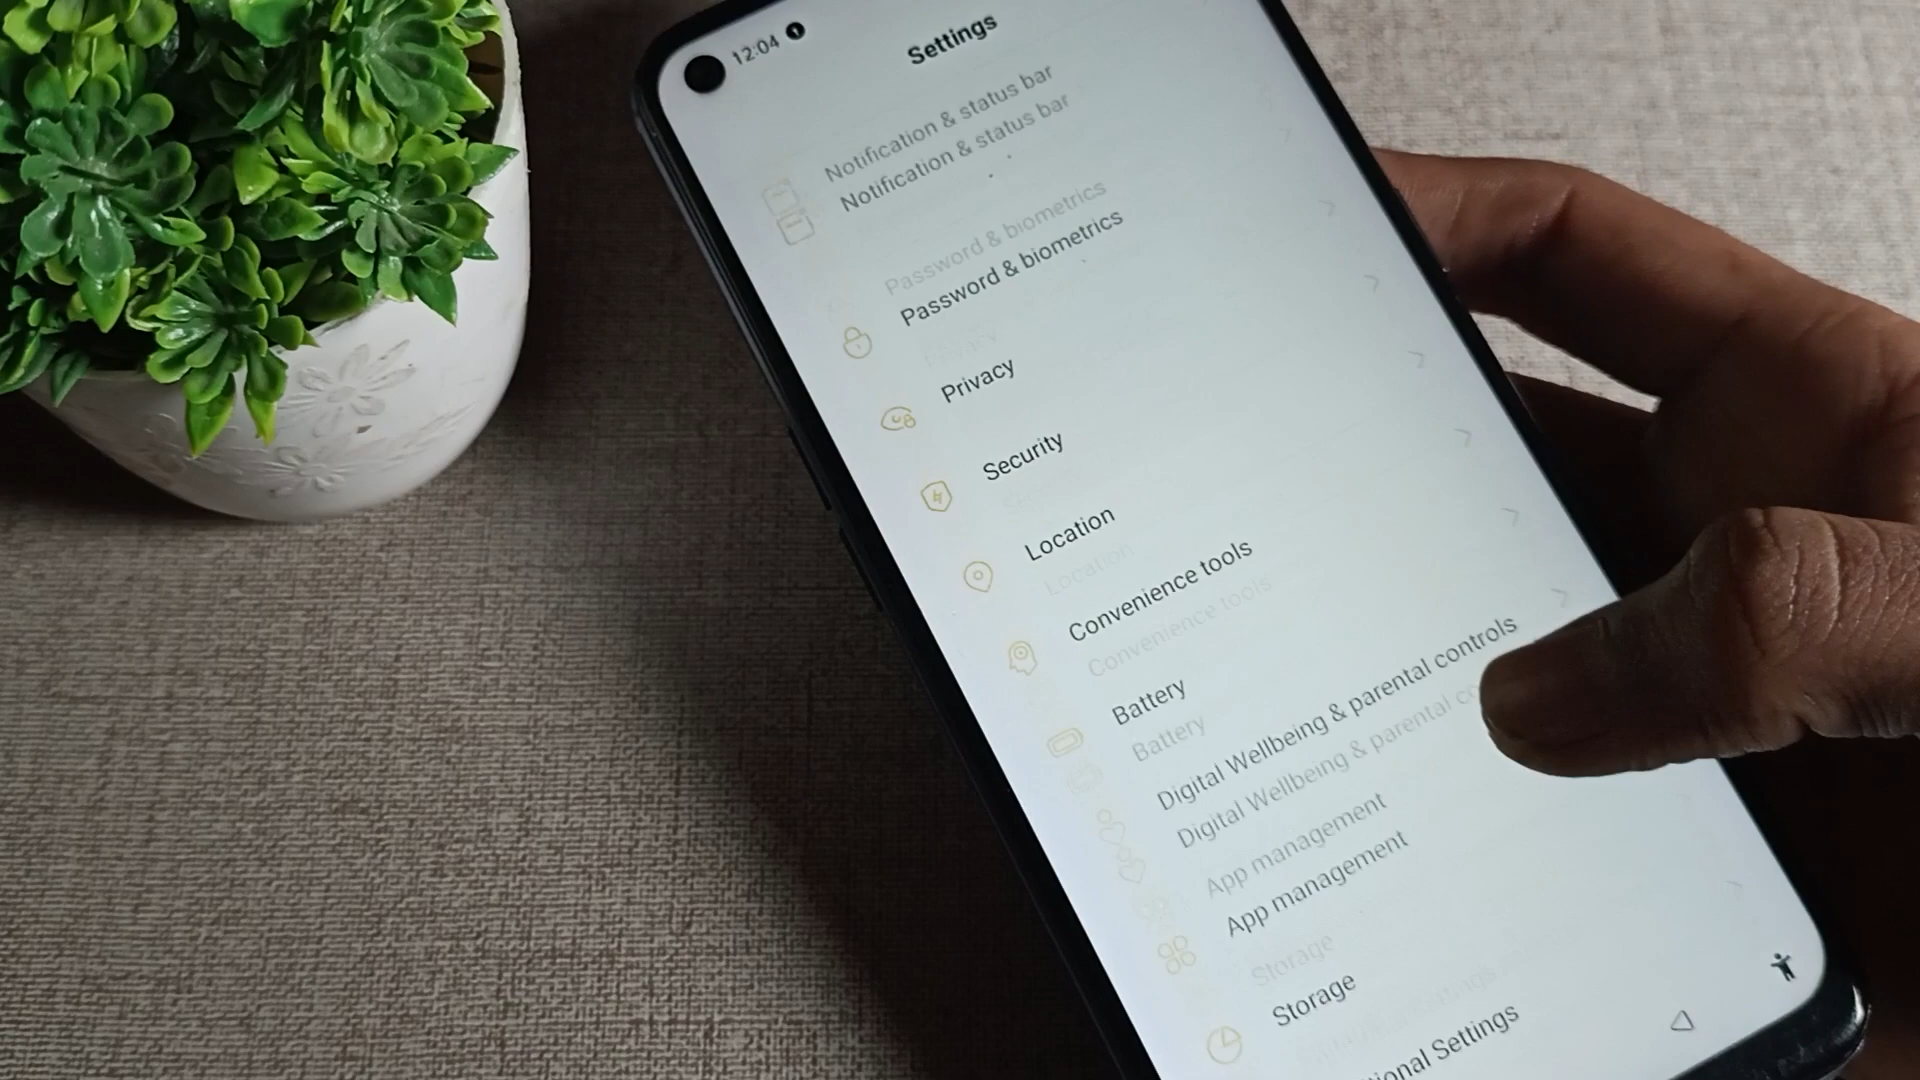 12:04
Settings
Notification & status bar
Notification & status bar
Password & biometrics
Password & biometrics
Privacy
Privacy
Security
Location
Location
Convenience tools
Convenience tools
Battery
Battery
Digital Wellbeing & parental controls
Digital Wellbeing & parental co
App management
App management
Storage
Storage
ional Settings